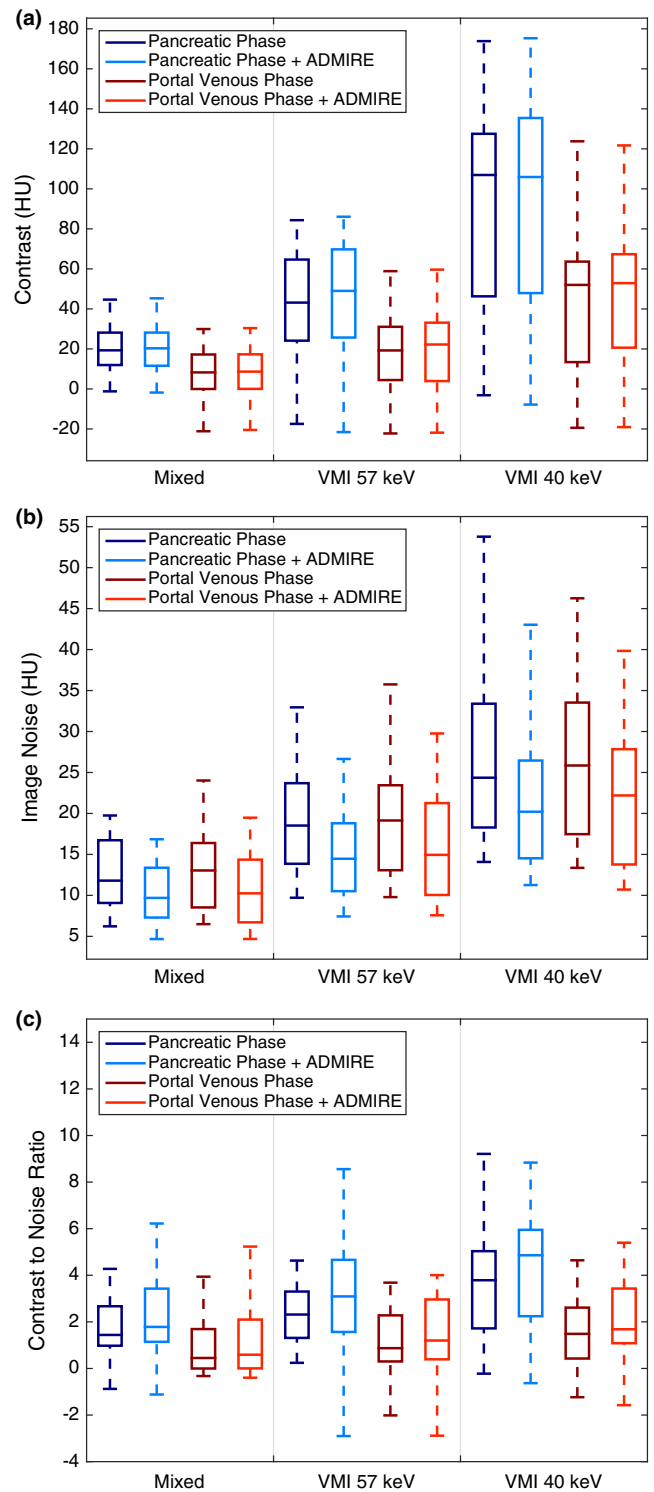 (a)
180
160
140
120
100
80
60
40
20
0
-20
Contrast (HU)
Pancreatic Phase
Pancreatic Phase + ADMIRE
Portal Venous Phase
Portal Venous Phase + ADMIRE
Mixed VMI 57 keV VMI 40 keV
(b)
55
50
45
40
35
30
25
20
15
10
5
Image Noise (HU)
Pancreatic Phase
Pancreatic Phase + ADMIRE
Portal Venous Phase
Portal Venous Phase + ADMIRE
Mixed VMI 57 keV VMI 40 keV
(c)
14
12
10
8
6
4
2
0
-2
-4
Contrast to Noise Ratio
Pancreatic Phase
Pancreatic Phase + ADMIRE
Portal Venous Phase
Portal Venous Phase + ADMIRE
Mixed VMI 57 keV VMI 40 keV